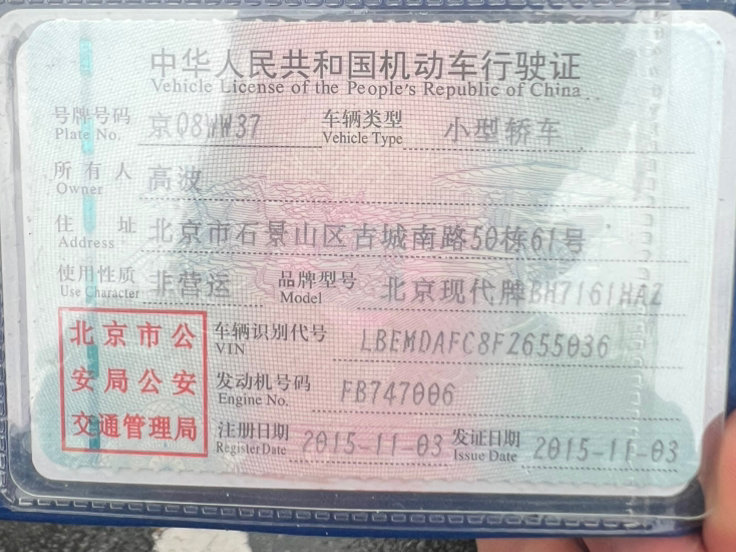 中华人民共和国机动车行驶证
Vehicle License of the People's Republic of China
号牌号码 京Q8WW37 车辆类型 小型轿车
Plate No. Vehicle Type
所有人 高波
Owner
住址 北京市石景山区古城南路50栋61号
Address
使用性质 非营运 品牌型号 北京现代牌BH7161HAZ
Use Character Model
北京市公 车辆识别代号 LBEMDAFC8FZ655036
VIN
安局公安 发动机号码 FB747006
Engine No.
交通管理局 注册日期 2015-11-03 发证日期 2015-11-03
Register Date Issue Date